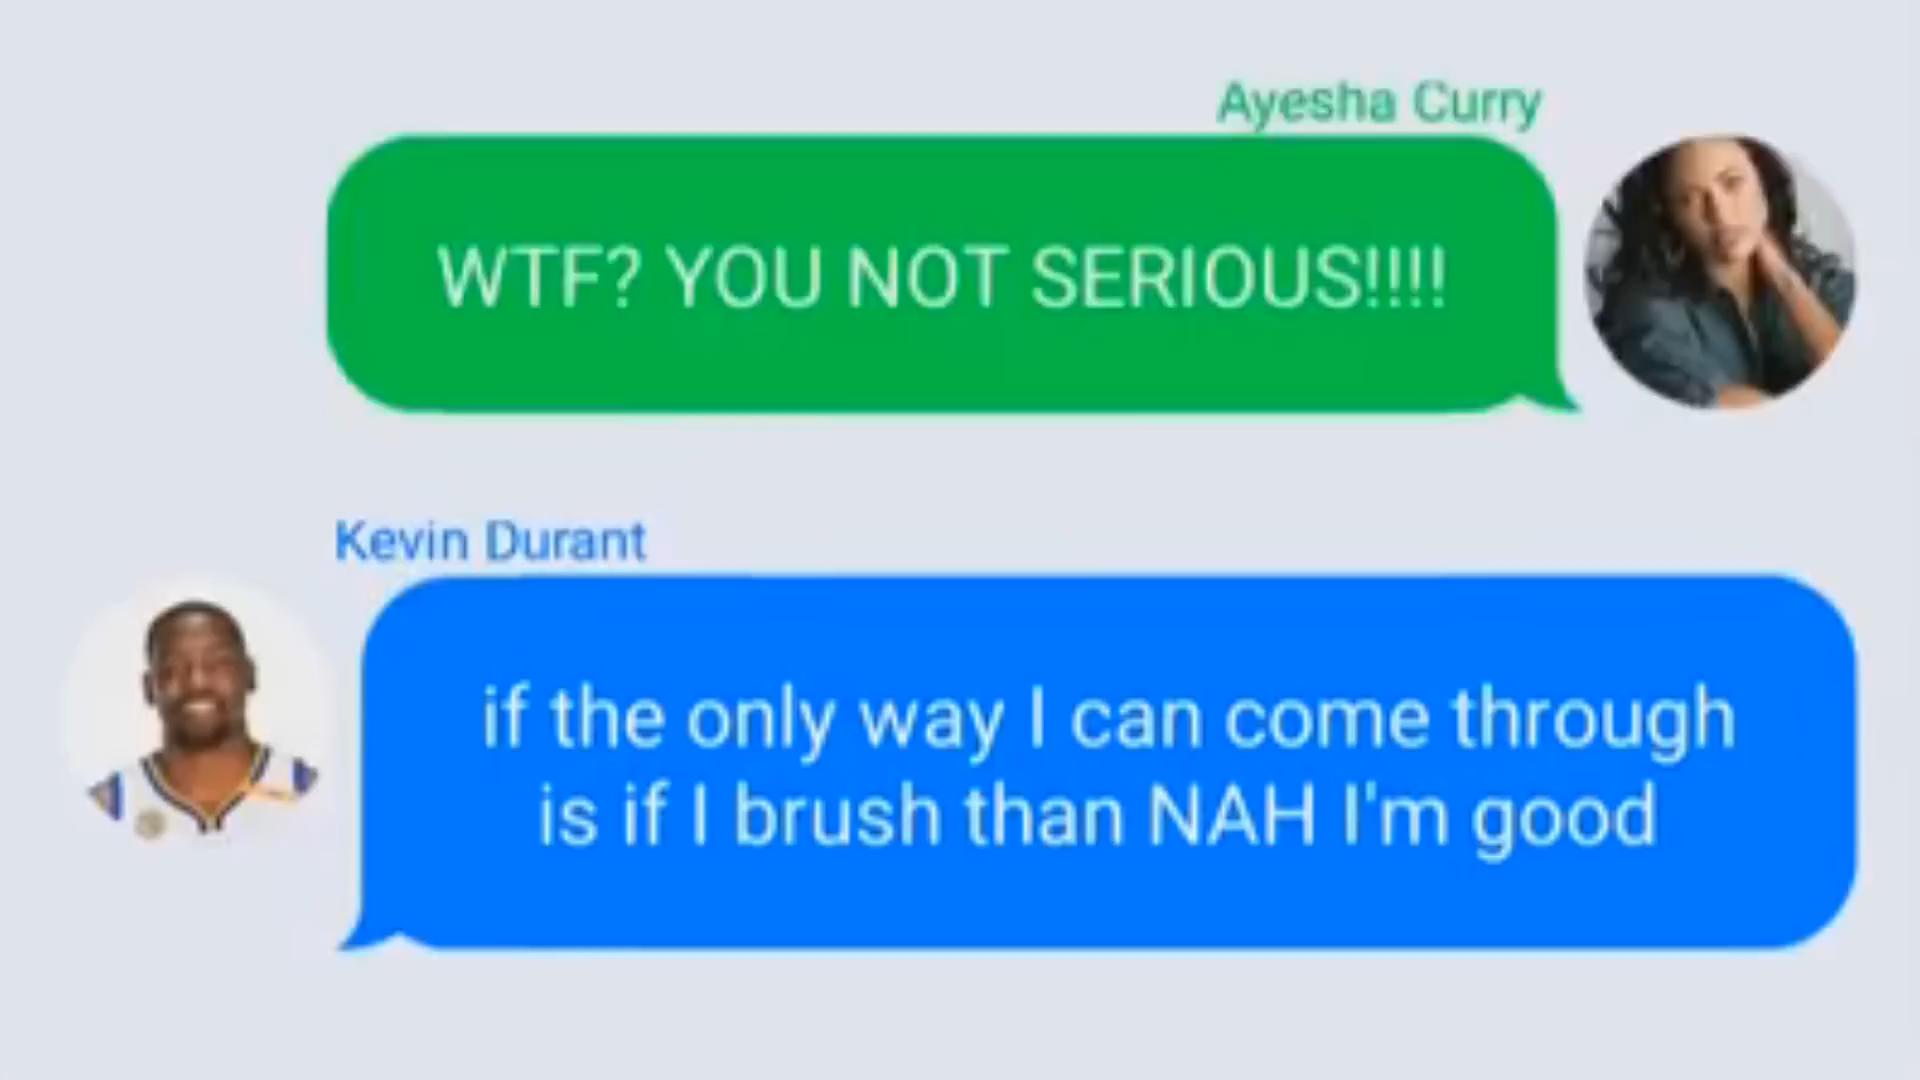 Ayesha Curry
WTF? YOU NOT SERIOUS!!!!
Kevin Durant
if the only way I can come through
is if I brush than NAH I'm good